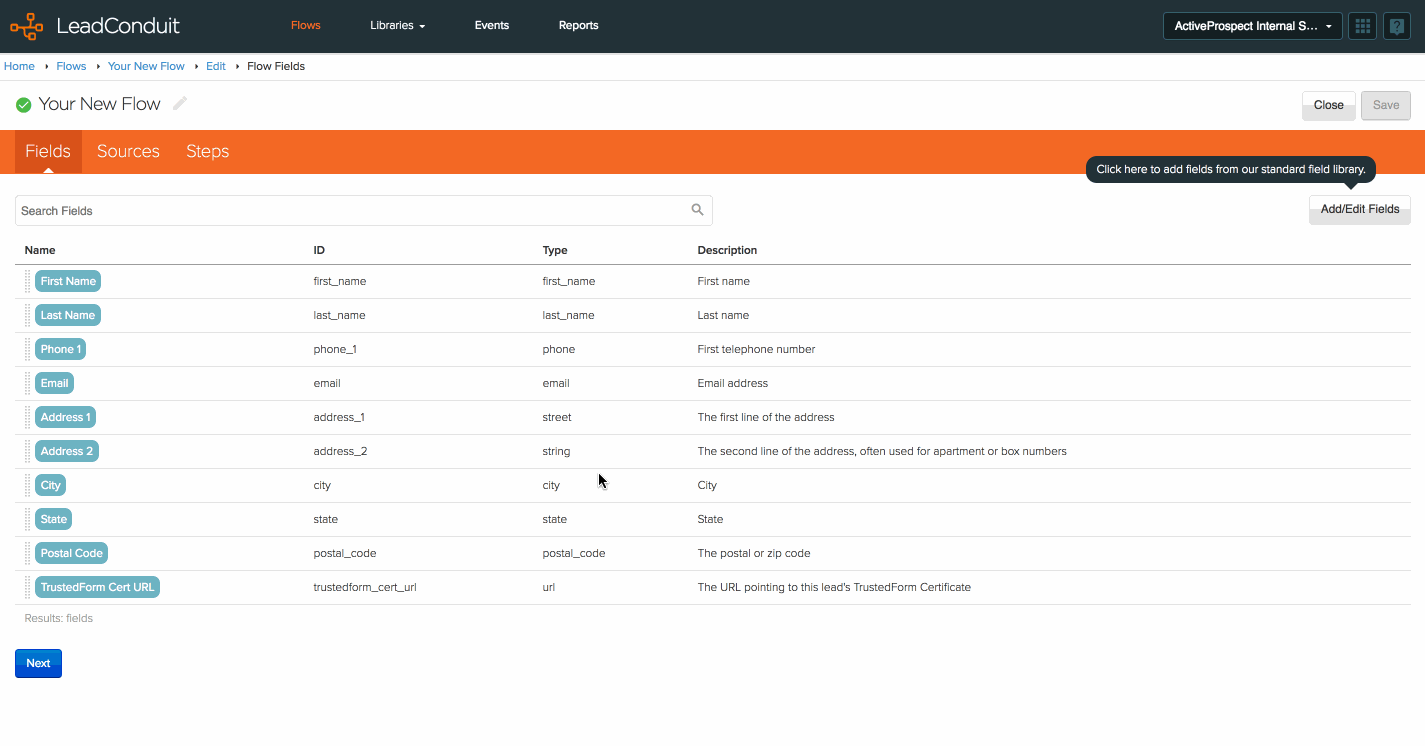 LeadConduit Flows Libraries Events Reports ActiveProspect Internal S...
Home Flows Your New Flow Edit Flow Fields
Your New Flow Close Save
Fields Sources Steps
Click here to add fields from our standard field library.
Search Fields Add/Edit Fields
Name ID Type Description
First Name first_name first_name First name
Last Name last_name last_name Last name
Phone 1 phone_1 phone First telephone number
Email email email Email address
Address 1 address_1 street The first line of the address
Address 2 address_2 string The second line of the address, often used for apartment or box numbers
City city city City
State state state State
Postal Code postal_code postal_code The postal or zip code
TrustedForm Cert URL trustedform_cert_url url The URL pointing to this lead's TrustedForm Certificate
Results: fields
Next